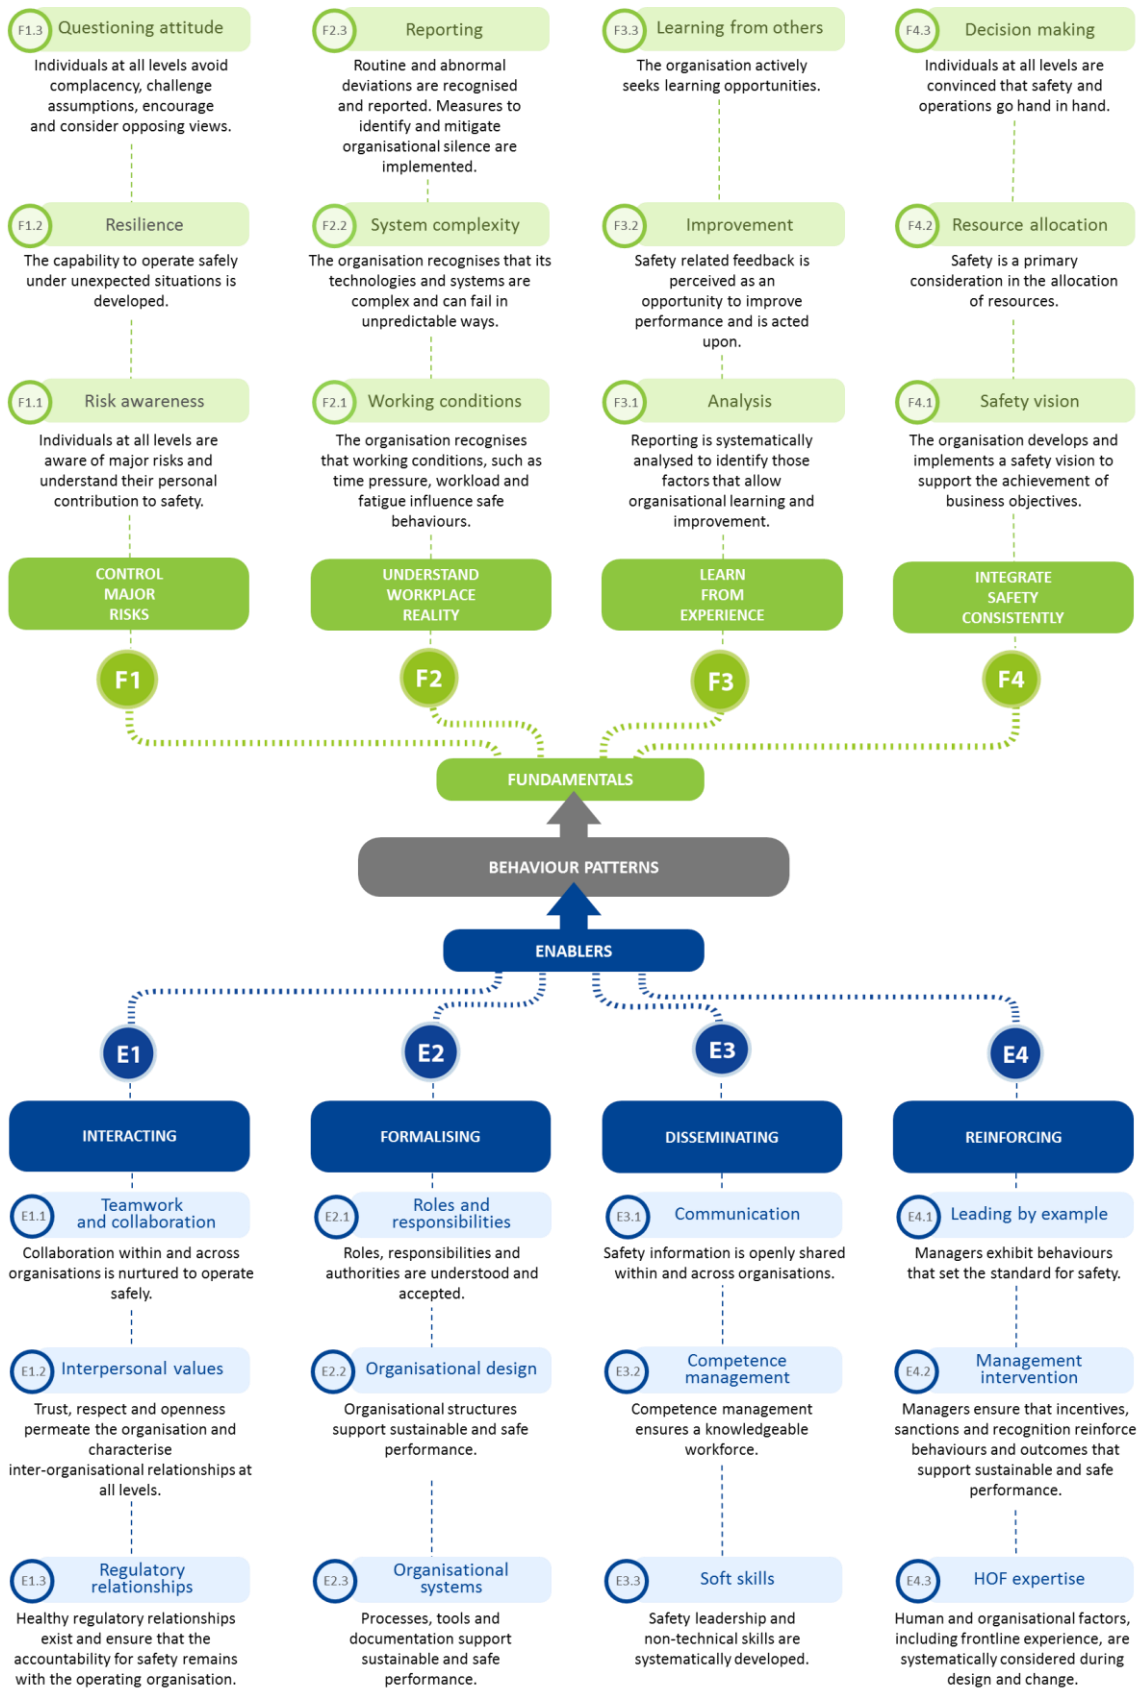 F1.3
Questioning attitude
Individuals at all levels avoid
complacency, challenge
assumptions, encourage
and consider opposing views.
F2.3
Reporting
Routine and abnormal
deviations are recognised
and reported. Measures to
identify and mitigate
organisational silence are
implemented.
F3.3
Learning from others
The organisation actively
seeks learning opportunities.
F4.3
Decision making
Individuals at all levels are
convinced that safety and
operations go hand in hand.
F1.2
Resilience
The capability to operate safely
under unexpected situations is
developed.
F2.2
System complexity
The organisation recognises that its
technologies and systems are
complex and can fail in
unpredictable ways.
F3.2
Improvement
Safety related feedback is
perceived as an
opportunity to improve
performance and is acted
upon.
F4.2
Resource allocation
Safety is a primary
consideration in the allocation
of resources.
F1.1
Risk awareness
Individuals at all levels are
aware of major risks and
understand their personal
contribution to safety.
F2.1
Working conditions
The organisation recognises
that working conditions, such as
time pressure, workload and
fatigue influence safe
behaviours.
F3.1
Analysis
Reporting is systematically
analysed to identify those
factors that allow
organisational learning and
improvement.
F4.1
Safety vision
The organisation develops and
implements a safety vision to
support the achievement of
business objectives.
CONTROL
MAJOR
RISKS
UNDERSTAND
WORKPLACE
REALITY
LEARN
FROM
EXPERIENCE
INTEGRATE
SAFETY
CONSISTENTLY
F1
F2
F3
F4
FUNDAMENTALS
BEHAVIOUR PATTERNS
ENABLERS
E1
E2
E3
E4
INTERACTING
FORMALISING
DISSEMINATING
REINFORCING
E1.1
Teamwork
and collaboration
Collaboration within and across
organisations is nurtured to operate
safely.
E2.1
Roles and
responsibilities
Roles, responsibilities and
authorities are understood and
accepted.
E3.1
Communication
Safety information is openly shared
within and across organisations.
E4.1
Leading by example
Managers exhibit behaviours
that set the standard for safety.
E1.2
Interpersonal values
Trust, respect and openness
permeate the organisation and
characterise
inter-organisational relationships at
all levels.
E2.2
Organisational design
Organisational structures
support sustainable and safe
performance.
E3.2
Competence
management
Competence management
ensures a knowledgeable
workforce.
E4.2
Management
intervention
Managers ensure that incentives,
sanctions and recognition reinforce
behaviours and outcomes that
support sustainable and safe
performance.
E1.3
Regulatory
relationships
Healthy regulatory relationships
exist and ensure that the
accountability for safety remains
with the operating organisation.
E2.3
Organisational
systems
Processes, tools and
documentation support
sustainable and safe
performance.
E3.3
Soft skills
Safety leadership and
non-technical skills are
systematically developed.
E4.3
HOF expertise
Human and organisational factors,
including frontline experience, are
systematically considered during
design and change.